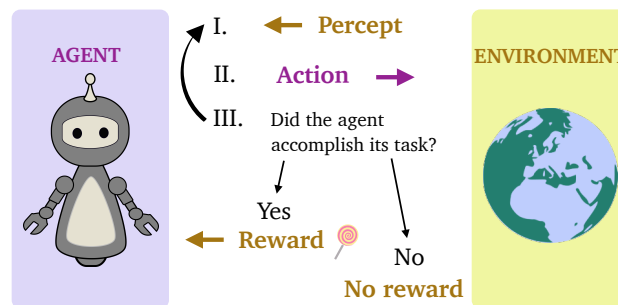 AGENT
I.
Percept
II.
Action
III.
Did the agent
accomplish its task?
Yes
Reward
No
No reward
ENVIRONMENT